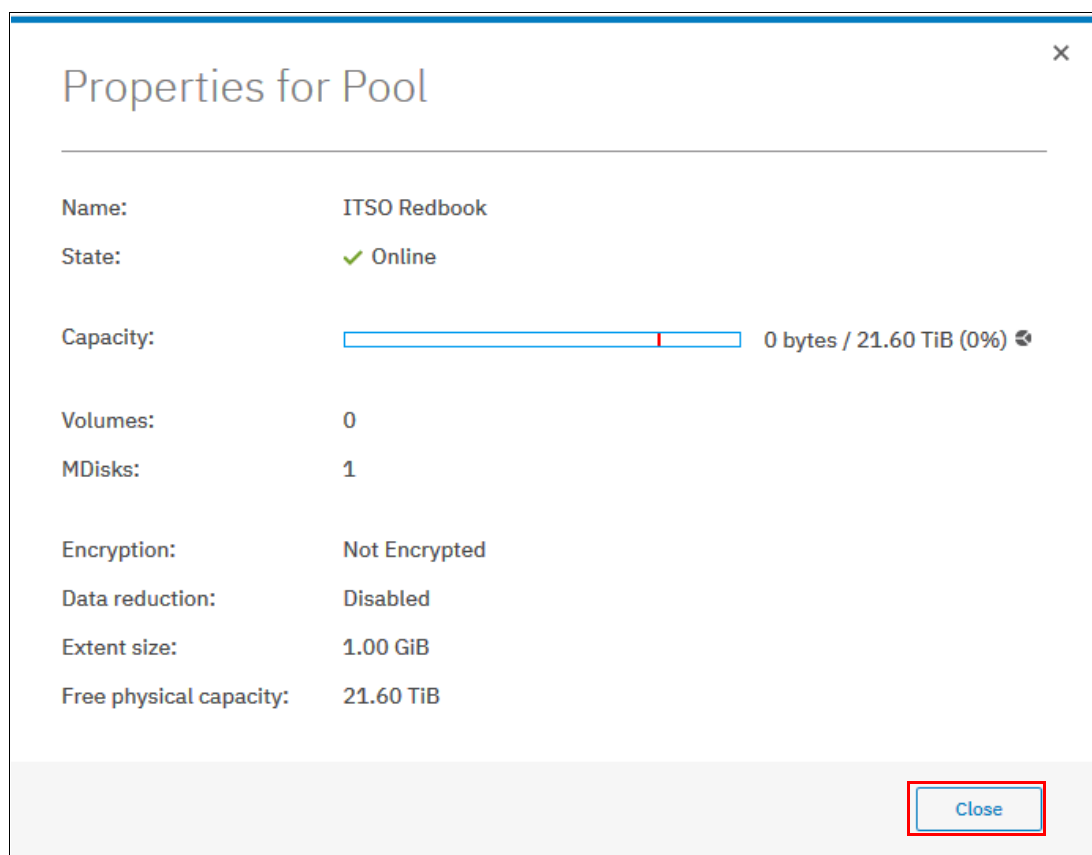 Properties for Pool
Name: ITSO Redbook
State: Online
Capacity: 0 bytes / 21.60 TiB (0%)
Volumes: 0
MDisks: 1
Encryption: Not Encrypted
Data reduction: Disabled
Extent size: 1.00 GiB
Free physical capacity: 21.60 TiB
Close